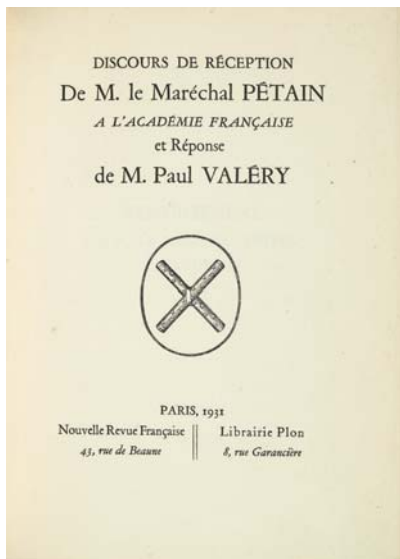 DISCOURS DE RÉCEPTION
De M. le Maréchal PÉTAIN
A L'ACADÉMIE FRANÇAISE
et Réponse
de M. Paul VALÉRY
PARIS, 1931
Nouvelle Revue Française
43, rue de Beaune
Librairie Plon
8, rue Garancière